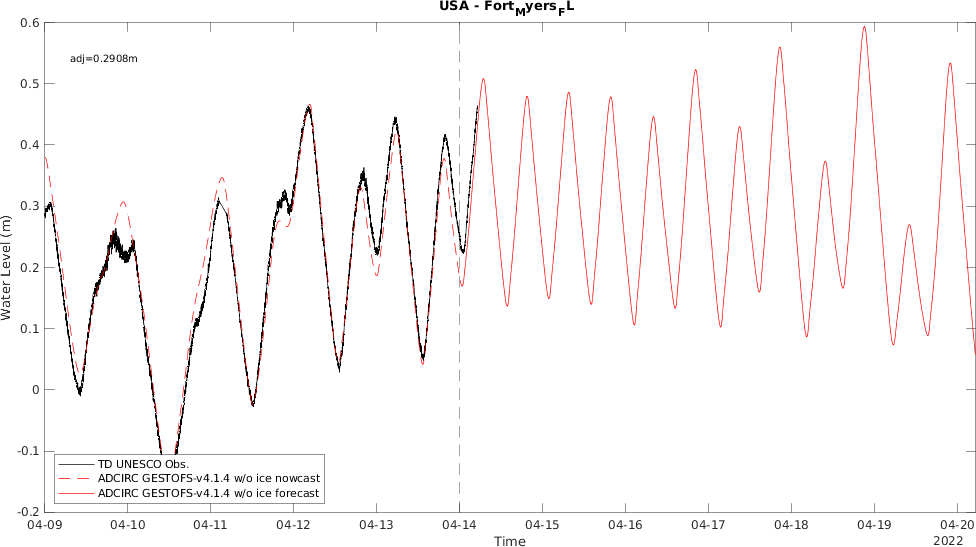 USA - Fort_Myers_FL
0.6
adj=0.2908m
0.5
0.4
0.3
0.2
0.1
0
-0.1
-0.2
Water Level (m)
TD UNESCO Obs.
ADCIRC GESTOFS-v4.1.4 w/o ice nowcast
ADCIRC GESTOFS-v4.1.4 w/o ice forecast
04-09 04-10 04-11 04-12 04-13 04-14 04-15 04-16 04-17 04-18 04-19 04-20
Time
2022